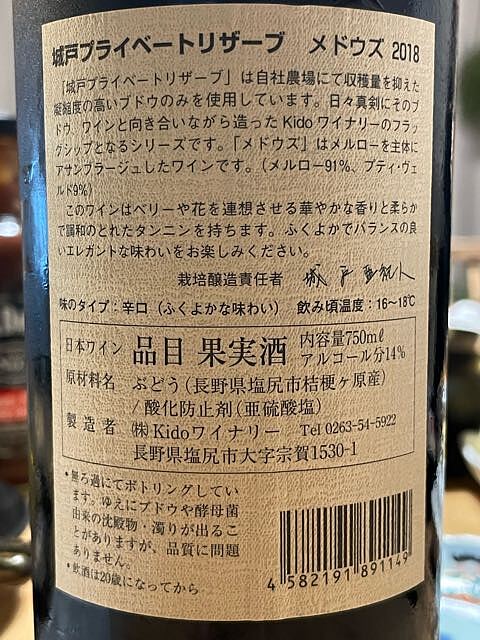 城戸プライベートリザーブ メドウズ 2018
「城戸プライベートリザーブ」は自社農場にて収穫量を抑えた
凝縮度の高いブドウのみを使用しています。日々真剣にそのブ
ドウ、ワインと向き合いながら造ったKidoワイナリーのフラッ
グシップとなるシリーズです。「メドウズ」はメルローを主体に
アサンブラージュしたワインです。（メルロー91%、プティ・ヴェ
ルド9%）
このワインはベリーや花を連想させる華やかな香りと柔らか
で調和のとれたタンニンを持ちます。ふくよかでバランスの良
いエレガントな味わいをお楽しみください。
栽培醸造責任者 城戸亜紀人
味のタイプ：辛口（ふくよかな味わい） 飲み頃温度：16〜18℃
日本ワイン 品目 果実酒 内容量750mℓ
アルコール分14%
原材料名 ぶどう（長野県塩尻市桔梗ヶ原産）
/酸化防止剤（亜硫酸塩）
製造者 ㈱Kidoワイナリー Tel 0263-54-5922
長野県塩尻市大字宗賀1530-1
•無ろ過にてボトリングしてい
ます。ゆえにブドウや酵母菌
由来の沈殿物・濁りが出るこ
とがありますが、品質に問題
ありません。
•飲酒は20歳になってから
4 582191 891149